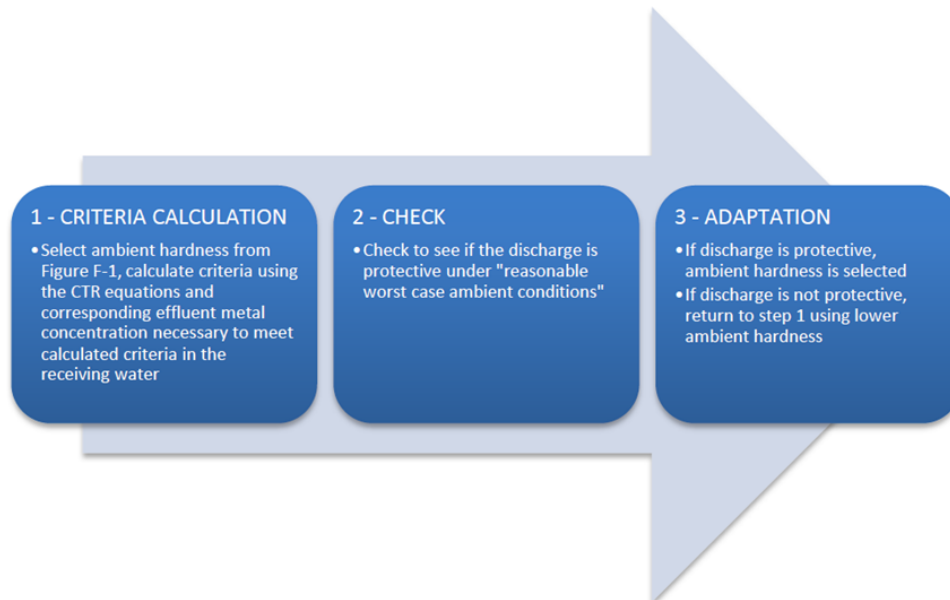 1 - CRITERIA CALCULATION
• Select ambient hardness from
Figure F-1, calculate criteria using
the CTR equations and
corresponding effluent metal
concentration necessary to meet
calculated criteria in the
receiving water
2 - CHECK
• Check to see if the discharge is
protective under "reasonable
worst case ambient conditions"
3 - ADAPTATION
• If discharge is protective,
ambient hardness is selected
• If discharge is not protective,
return to step 1 using lower
ambient hardness